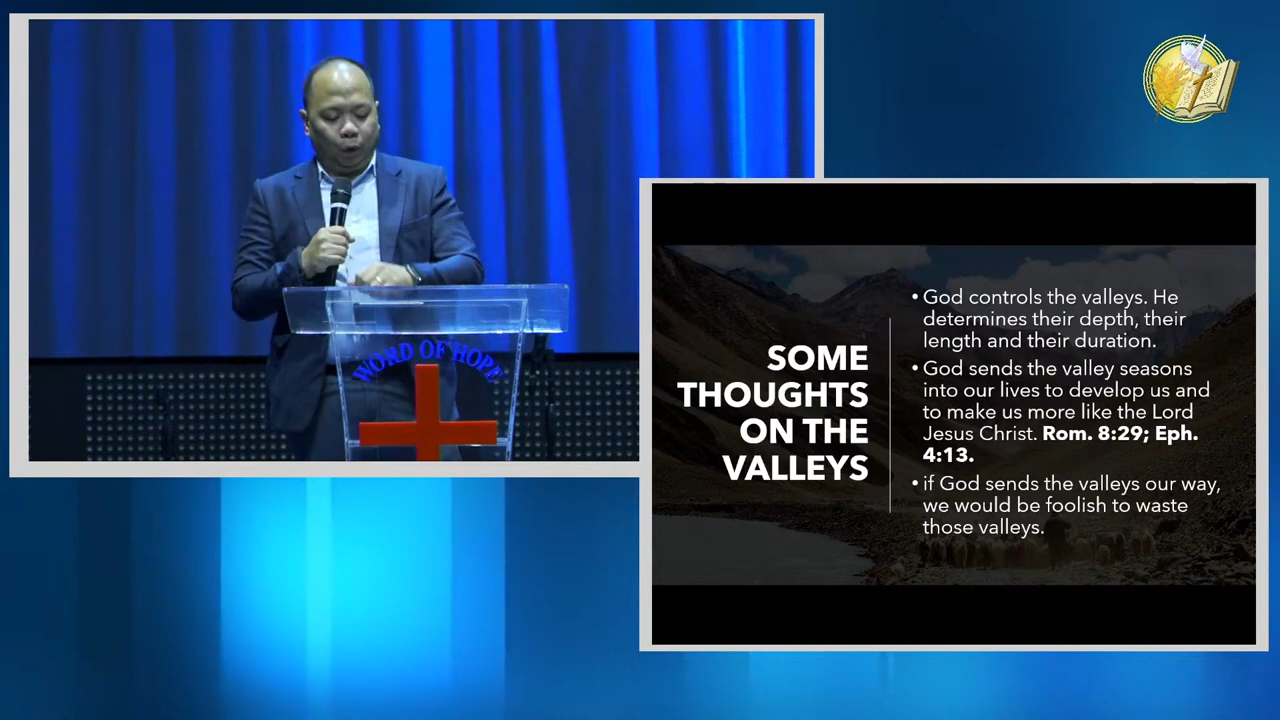 WORD OF HOPE
SOME
THOUGHTS
ON THE
VALLEYS
• God controls the valleys. He
determines their depth, their
length and their duration.
• God sends the valley seasons
into our lives to develop us and
to make us more like the Lord
Jesus Christ. Rom. 8:29; Eph.
4:13.
• if God sends the valleys our way,
we would be foolish to waste
those valleys.